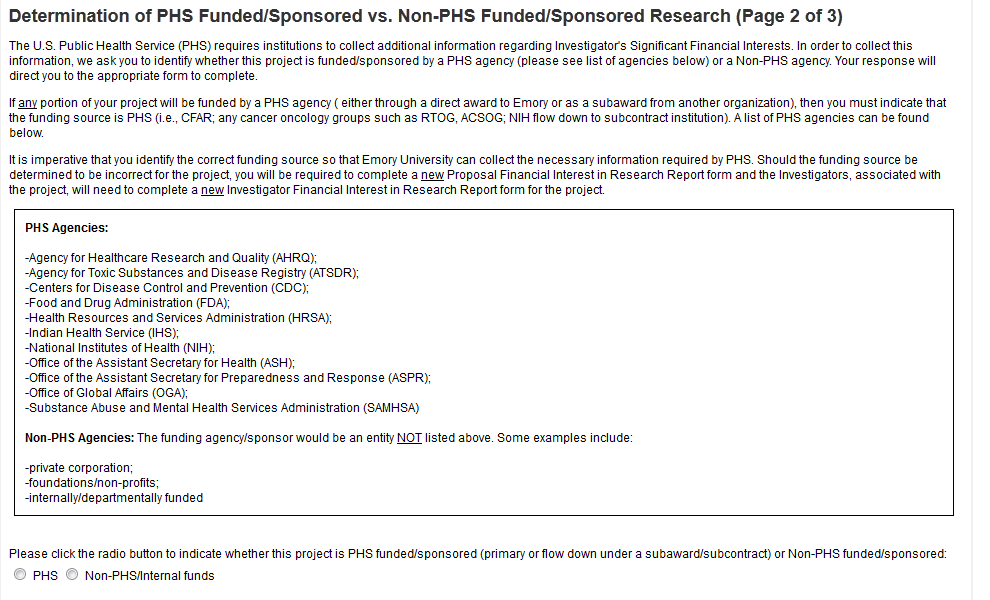 Determination of PHS Funded/Sponsored vs. Non-PHS Funded/Sponsored Research (Page 2 of 3)
The U.S. Public Health Service (PHS) requires institutions to collect additional information regarding Investigator's Significant Financial Interests. In order to collect this
information, we ask you to identify whether this project is funded/sponsored by a PHS agency (please see list of agencies below) or a Non-PHS agency. Your response will
direct you to the appropriate form to complete.
If any portion of your project will be funded by a PHS agency ( either through a direct award to Emory or as a subaward from another organization), then you must indicate that
the funding source is PHS (i.e., CFAR; any cancer oncology groups such as RTOG, ACSOG; NIH flow down to subcontract institution). A list of PHS agencies can be found
below.
It is imperative that you identify the correct funding source so that Emory University can collect the necessary information required by PHS. Should the funding source be
determined to be incorrect for the project, you will be required to complete a new Proposal Financial Interest in Research Report form and the Investigators, associated with
the project, will need to complete a new Investigator Financial Interest in Research Report form for the project.
PHS Agencies:
-Agency for Healthcare Research and Quality (AHRQ);
-Agency for Toxic Substances and Disease Registry (ATSDR);
-Centers for Disease Control and Prevention (CDC);
-Food and Drug Administration (FDA);
-Health Resources and Services Administration (HRSA);
-Indian Health Service (IHS);
-National Institutes of Health (NIH);
-Office of the Assistant Secretary for Health (ASH);
-Office of the Assistant Secretary for Preparedness and Response (ASPR);
-Office of Global Affairs (OGA);
-Substance Abuse and Mental Health Services Administration (SAMHSA)
Non-PHS Agencies: The funding agency/sponsor would be an entity NOT listed above. Some examples include:
-private corporation;
-foundations/non-profits;
-internally/departmentally funded
Please click the radio button to indicate whether this project is PHS funded/sponsored (primary or flow down under a subaward/subcontract) or Non-PHS funded/sponsored:
PHS Non-PHS/Internal funds